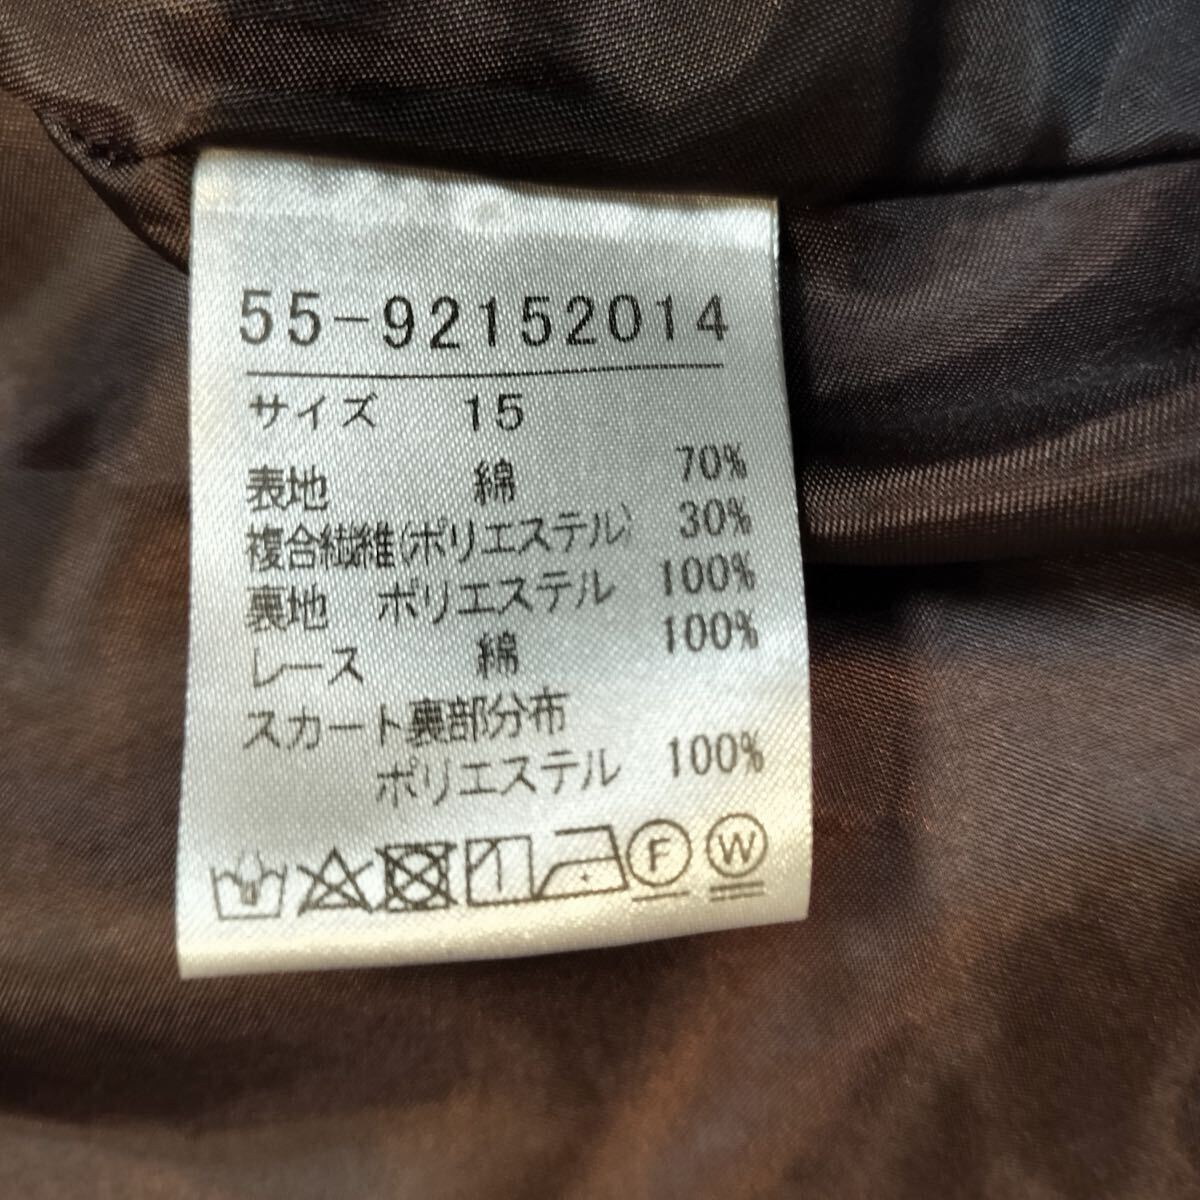 55-92152014
サイズ 15
表地 綿 70%
複合繊維(ポリエステル) 30%
裏地 ポリエステル 100%
レース 綿 100%
スカート裏部分布
ポリエステル 100%
F W